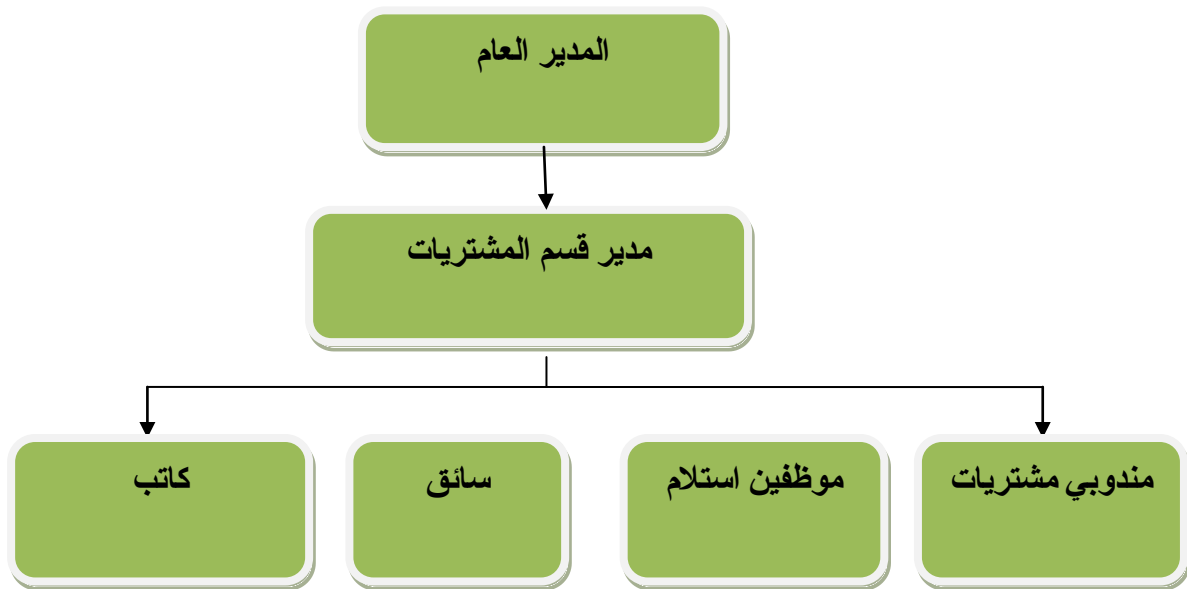 المدير العام
مدير قسم المشتريات
مندوبي مشتريات
موظفين استلام
سائق
كاتب